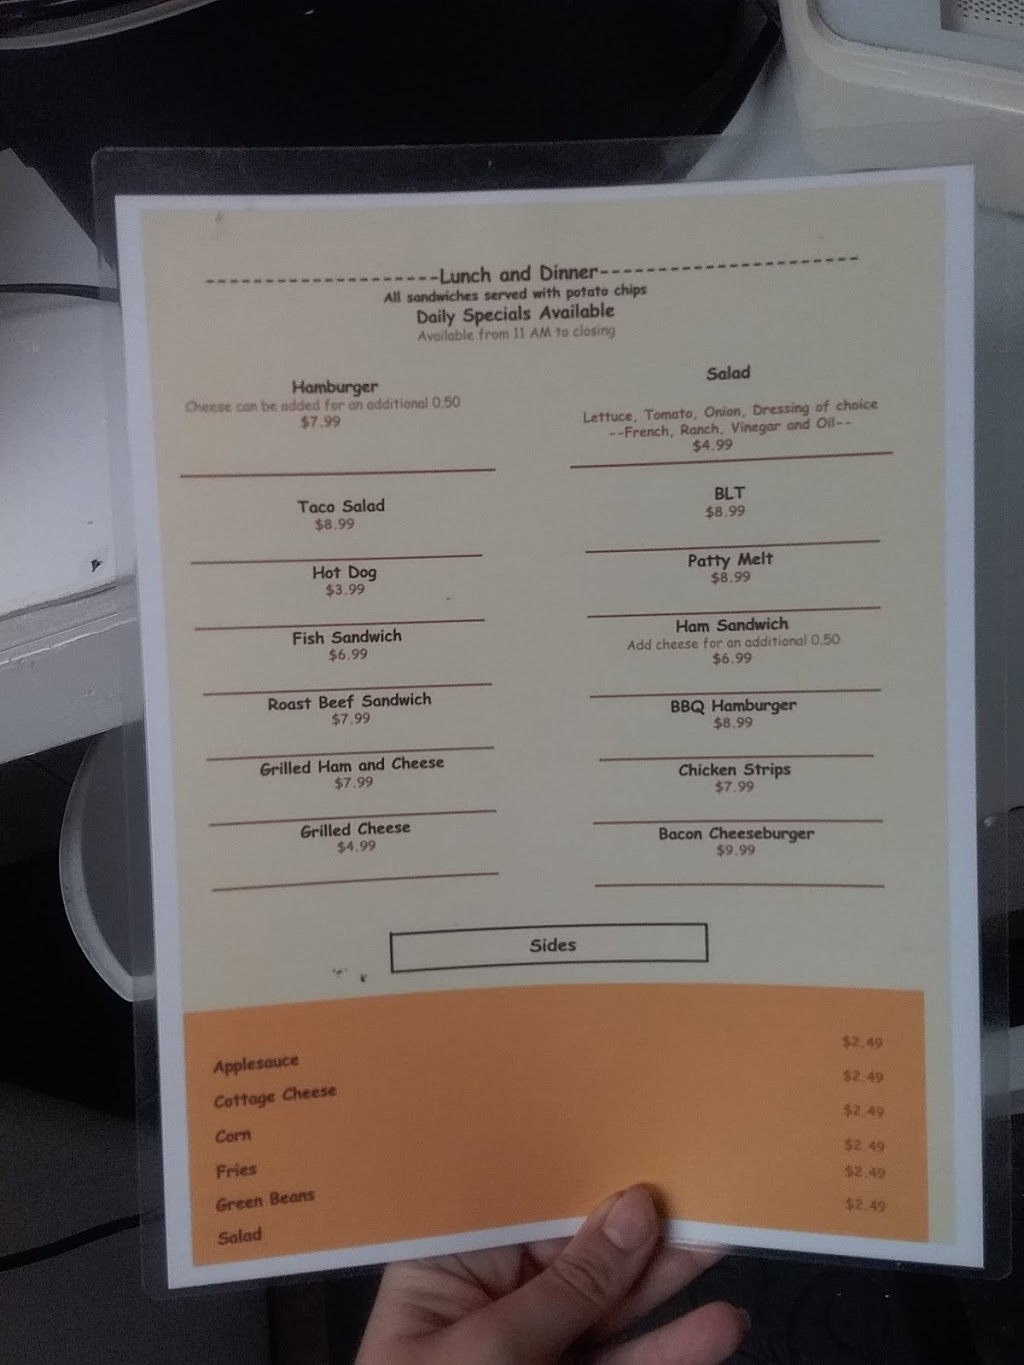 -------------------Lunch and Dinner---------------------
All sandwiches served with potato chips
Daily Specials Available
Available from 11 AM to closing
Hamburger
Cheese can be added for an additional 0.50
$7.99
Taco Salad
$8.99
Hot Dog
$3.99
Fish Sandwich
$6.99
Roast Beef Sandwich
$7.99
Grilled Ham and Cheese
$7.99
Grilled Cheese
$4.99
Salad
Lettuce, Tomato, Onion, Dressing of choice
--French, Ranch, Vinegar and Oil--
$4.99
BLT
$8.99
Patty Melt
$8.99
Ham Sandwich
Add cheese for an additional 0.50
$6.99
BBQ Hamburger
$8.99
Chicken Strips
$7.99
Bacon Cheeseburger
$9.99
Sides
Applesauce $2.49
Cottage Cheese $2.49
Corn $2.49
Fries $2.49
Green Beans $2.49
Salad $2.49